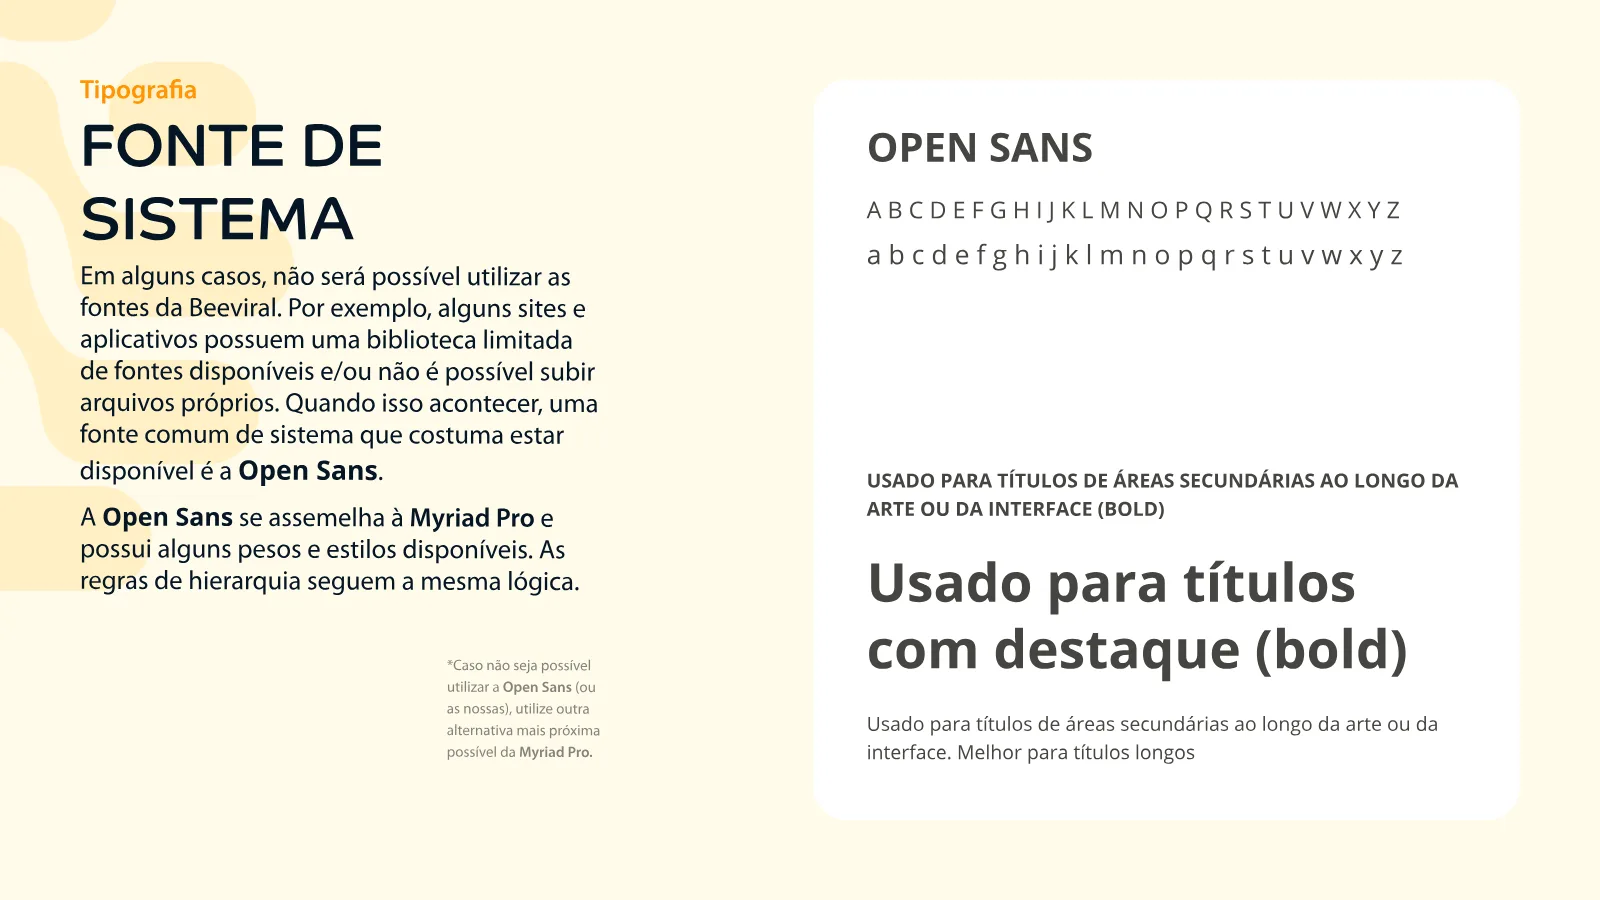 Tipografia
FONTE DE
SISTEMA
Em alguns casos, não será possível utilizar as
fontes da Beeviral. Por exemplo, alguns sites e
aplicativos possuem uma biblioteca limitada
de fontes disponíveis e/ou não é possível subir
arquivos próprios. Quando isso acontecer, uma
fonte comum de sistema que costuma estar
disponível é a Open Sans.
A Open Sans se assemelha à Myriad Pro e
possui alguns pesos e estilos disponíveis. As
regras de hierarquia seguem a mesma lógica.
*Caso não seja possível
utilizar a Open Sans (ou
as nossas), utilize outra
alternativa mais próxima
possível da Myriad Pro.
OPEN SANS
A B C D E F G H I J K L M N O P Q R S T U V W X Y Z
a b c d e f g h i j k l m n o p q r s t u v w x y z
USADO PARA TÍTULOS DE ÁREAS SECUNDÁRIAS AO LONGO DA
ARTE OU DA INTERFACE (BOLD)
Usado para títulos
com destaque (bold)
Usado para títulos de áreas secundárias ao longo da arte ou da
interface. Melhor para títulos longos